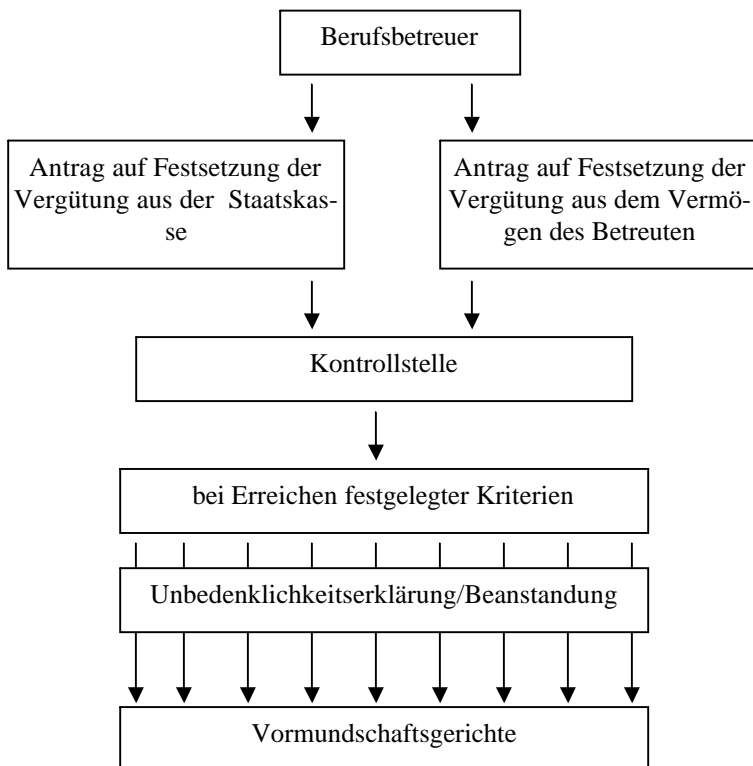 Berufsbetreuer
Antrag auf Festsetzung der
Vergütung aus der Staatskas-
se
Antrag auf Festsetzung der
Vergütung aus dem Vermö-
gen des Betreuten
Kontrollstelle
bei Erreichen festgelegter Kriterien
Unbedenklichkeitserklärung/Beanstandung
Vormundschaftsgerichte